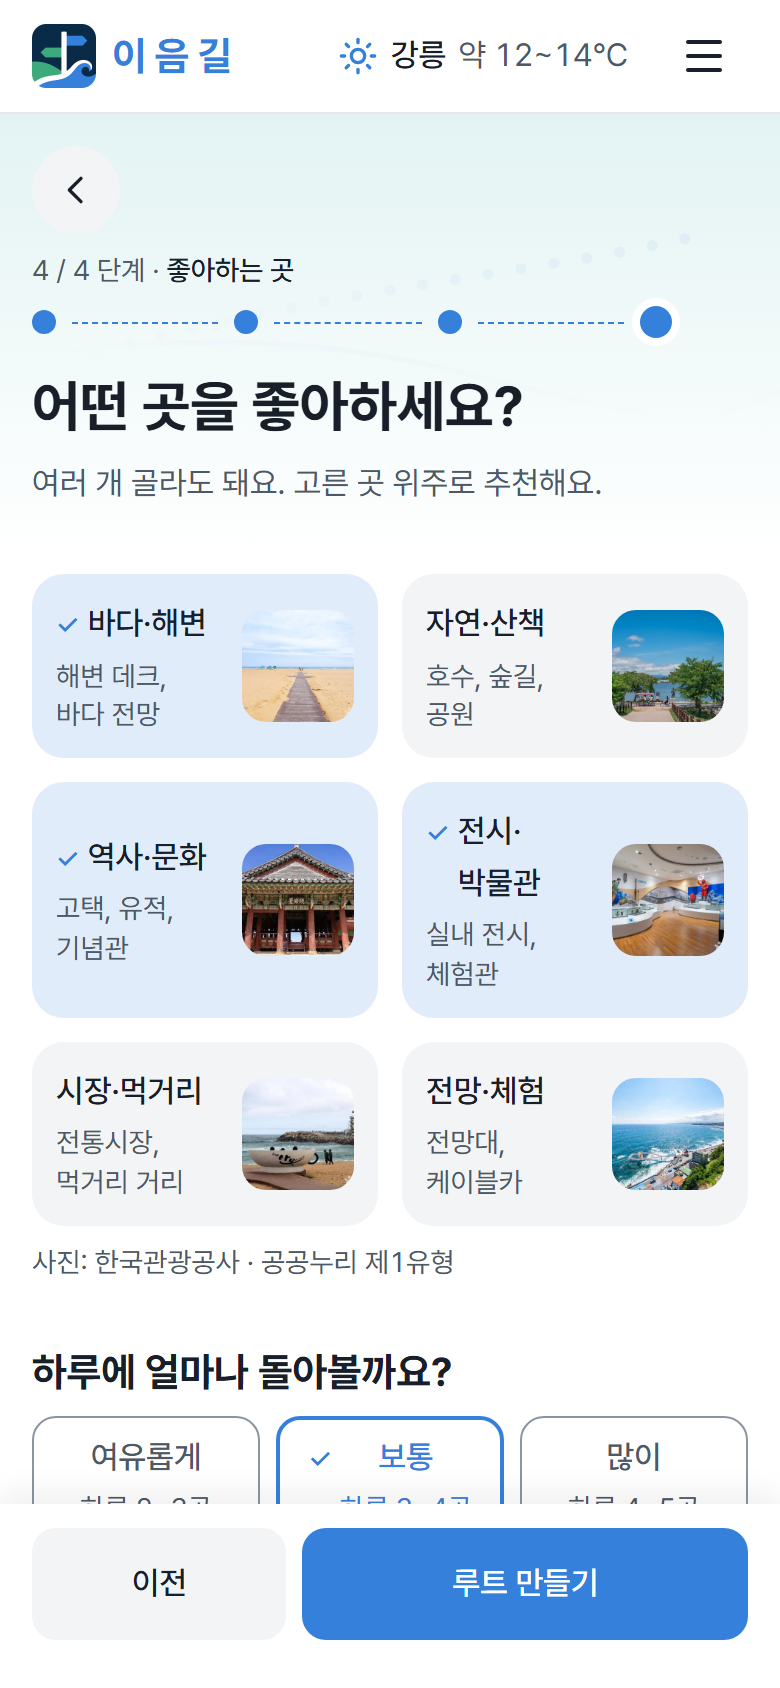 이음길
강릉 약 12~14°C
4 / 4 단계 · 좋아하는 곳
어떤 곳을 좋아하세요?
여러 개 골라도 돼요. 고른 곳 위주로 추천해요.
바다·해변
해변 데크,
바다 전망
자연·산책
호수, 숲길,
공원
역사·문화
고택, 유적,
기념관
전시·
박물관
실내 전시,
체험관
시장·먹거리
전통시장,
먹거리 거리
전망·체험
전망대,
케이블카
사진: 한국관광공사 · 공공누리 제1유형
하루에 얼마나 돌아볼까요?
여유롭게
보통
많이
이전
루트 만들기